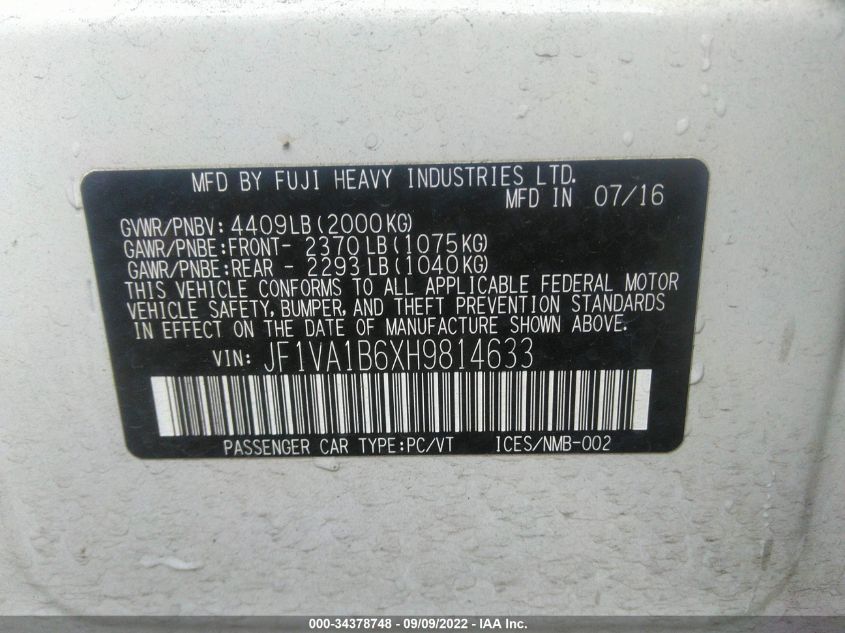 MFD BY FUJI HEAVY INDUSTRIES LTD.
MFD IN 07/16
GVWR/PNBV: 4409LB(2000KG)
GAWR/PNBE:FRONT- 2370LB(1075KG)
GAWR/PNBE:REAR - 2293LB(1040KG)
THIS VEHICLE CONFORMS TO ALL APPLICABLE FEDERAL MOTOR
VEHICLE SAFETY, BUMPER, AND THEFT PREVENTION STANDARDS
IN EFFECT ON THE DATE OF MANUFACTURE SHOWN ABOVE.
VIN: JF1VA1B6XH9814633
PASSENGER CAR TYPE:PC/VT ICES/NMB-002
000-34378748 - 09/09/2022 - IAA Inc.